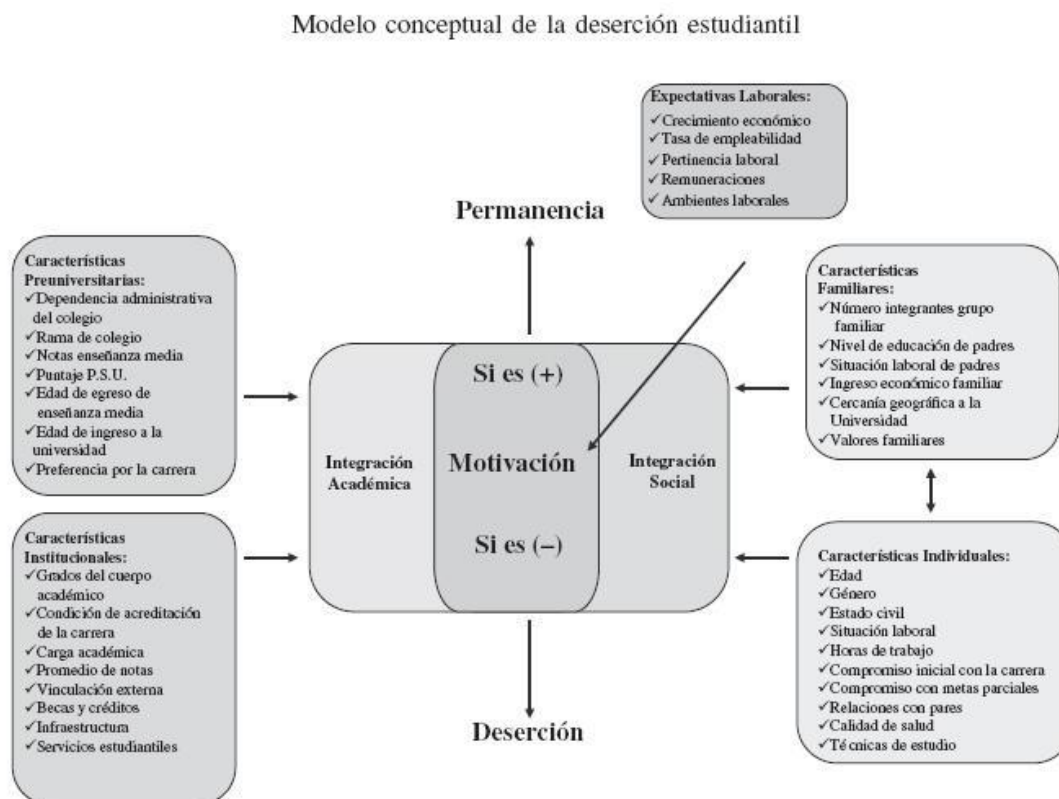 Modelo conceptual de la deserción estudiantil
Expectativas Laborales:
✓Crecimiento económico
✓Tasa de empleabilidad
✓Pertinencia laboral
✓Remuneraciones
✓Ambientes laborales
Permanencia
Características
Preuniversitarias:
✓Dependencia administrativa
del colegio
✓Rama de colegio
✓Notas enseñanza media
✓Puntaje P.S.U.
✓Edad de egreso de
enseñanza media
✓Edad de ingreso a la
universidad
✓Preferencia por la carrera
Características
Familiares:
✓Número integrantes grupo
familiar
✓Nivel de educación de padres
✓Situación laboral de padres
✓Ingreso económico familiar
✓Cercanía geográfica a la
Universidad
✓Valores familiares
Si es (+)
Integración
Académica
Motivación
Integración
Social
Si es (–)
Características
Institucionales:
✓Grados del cuerpo
académico
✓Condición de acreditación
de la carrera
✓Carga académica
✓Promedio de notas
✓Vinculación externa
✓Becas y créditos
✓Infraestructura
✓Servicios estudiantiles
Características Individuales:
✓Edad
✓Género
✓Estado civil
✓Situación laboral
✓Horas de trabajo
✓Compromiso inicial con la carrera
✓Compromiso con metas parciales
✓Relaciones con pares
✓Calidad de salud
✓Técnicas de estudio
Deserción